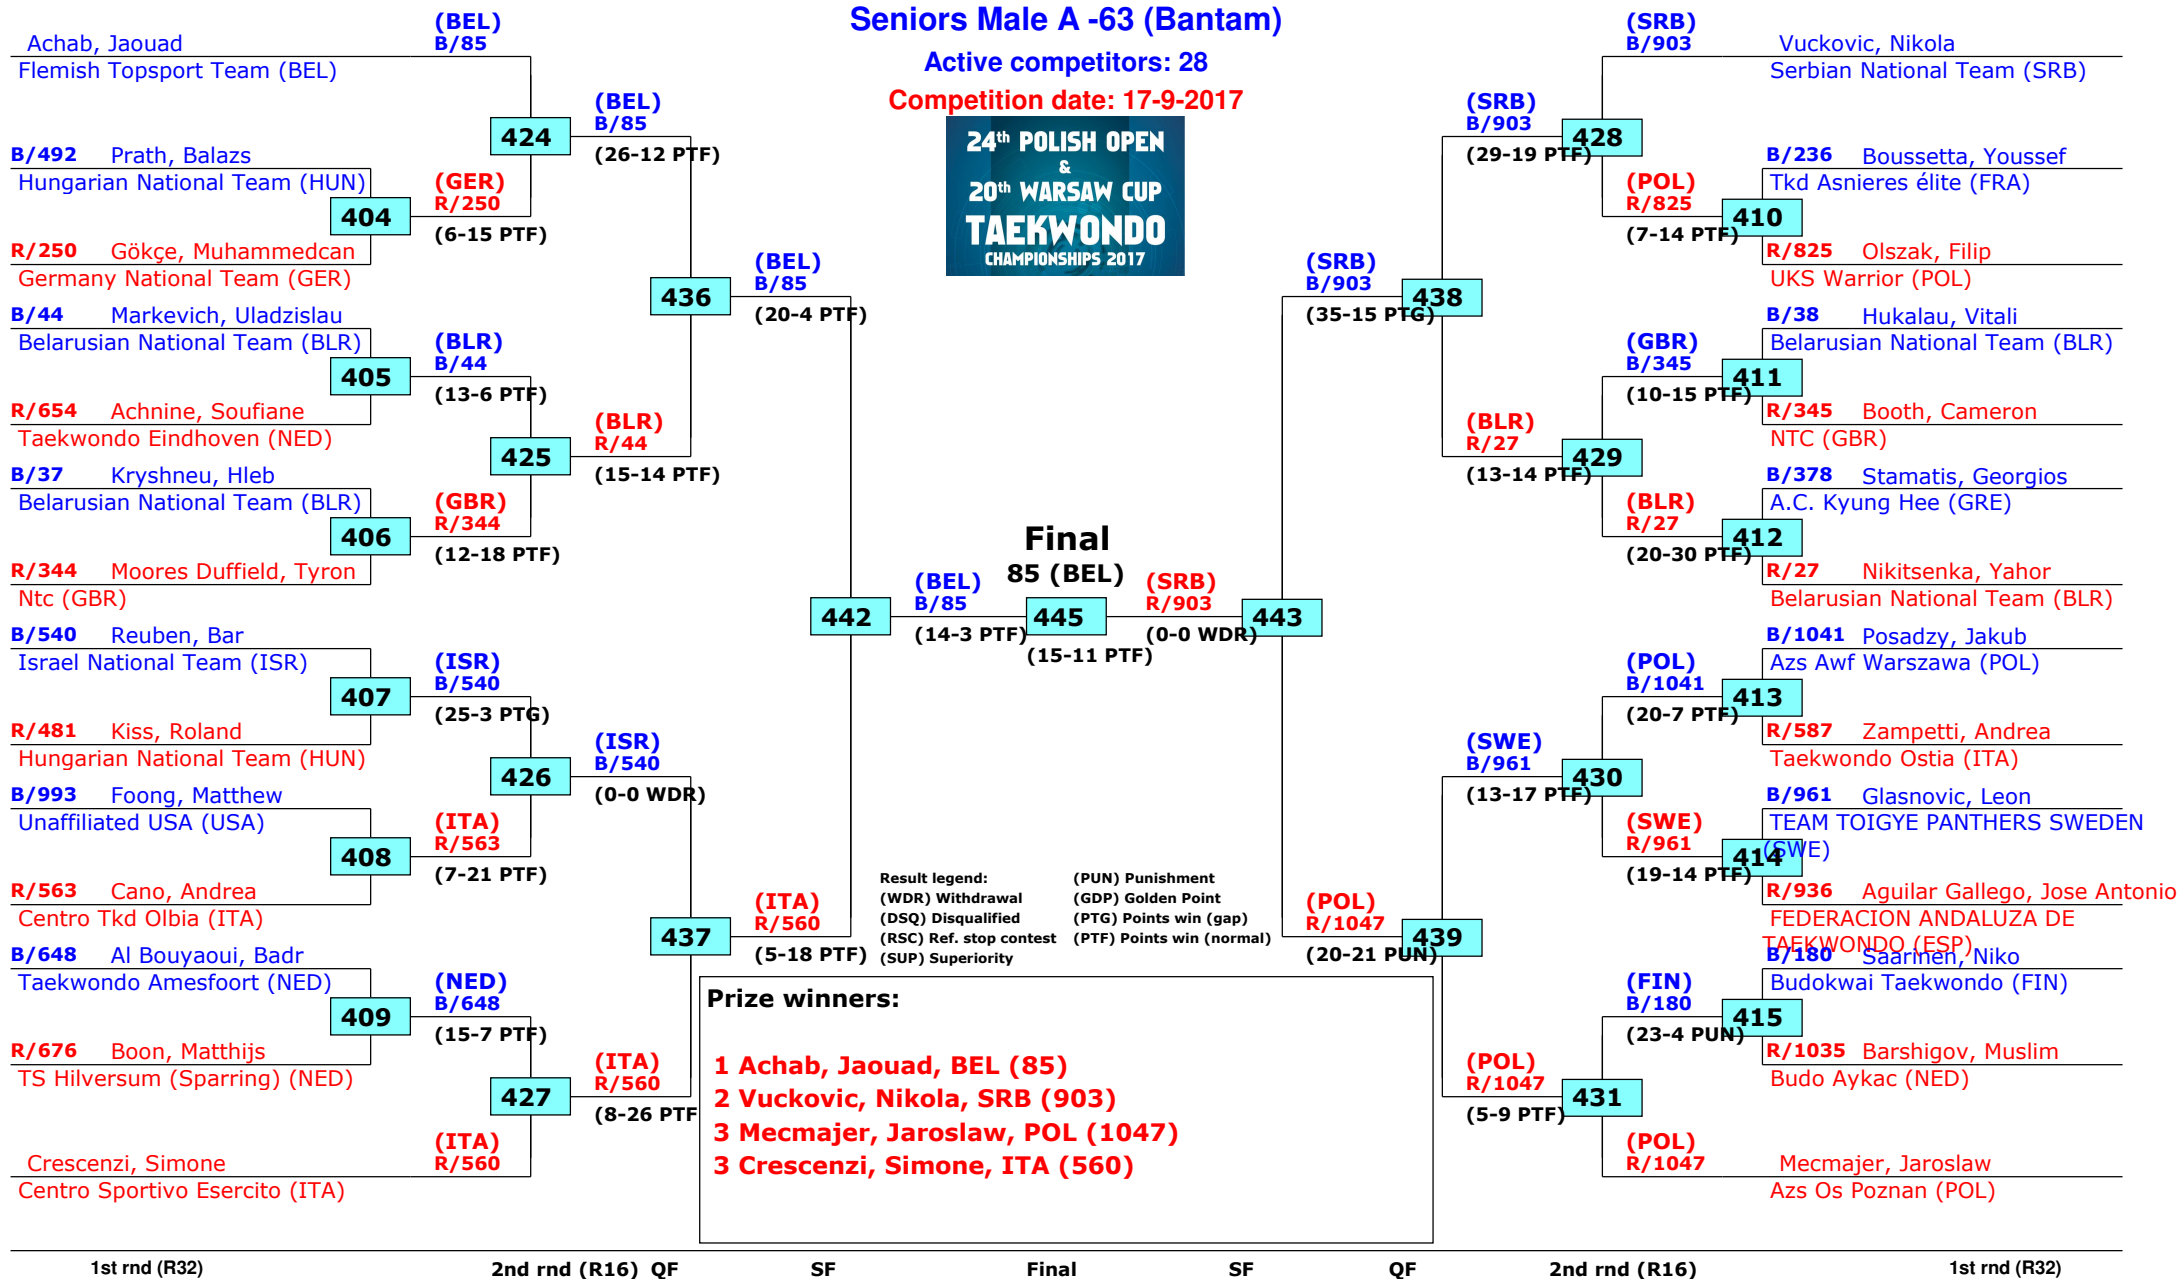 Seniors Male A -63 (Bantam)
Active competitors: 28
Competition date: 17-9-2017
24th POLISH OPEN
&
20th WARSAW CUP
TAEKWONDO
CHAMPIONSHIPS 2017
Achab, Jaouad
Flemish Topsport Team (BEL)
(BEL)
B/85
B/492 Prath, Balazs
Hungarian National Team (HUN)
404
R/250 Gökçe, Muhammedcan
Germany National Team (GER)
(GER)
R/250
(6-15 PTF)
424
(BEL)
B/85
(26-12 PTF)
B/44 Markevich, Uladzislau
Belarusian National Team (BLR)
405
R/654 Achnine, Soufiane
Taekwondo Eindhoven (NED)
(BLR)
B/44
(13-6 PTF)
425
B/37 Kryshneu, Hleb
Belarusian National Team (BLR)
406
R/344 Moores Duffield, Tyron
Ntc (GBR)
(GBR)
R/344
(12-18 PTF)
(BLR)
R/44
(15-14 PTF)
436
(BEL)
B/85
(20-4 PTF)
B/540 Reuben, Bar
Israel National Team (ISR)
407
R/481 Kiss, Roland
Hungarian National Team (HUN)
(ISR)
B/540
(25-3 PTG)
426
B/993 Foong, Matthew
Unaffiliated USA (USA)
408
R/563 Cano, Andrea
Centro Tkd Olbia (ITA)
(ITA)
R/563
(7-21 PTF)
(ISR)
B/540
(0-0 WDR)
B/648 Al Bouyaoui, Badr
Taekwondo Amesfoort (NED)
409
R/676 Boon, Matthijs
TS Hilversum (Sparring) (NED)
(NED)
B/648
(15-7 PTF)
427
Crescenzi, Simone
Centro Sportivo Esercito (ITA)
(ITA)
R/560
(ITA)
R/560
(8-26 PTF
437
(ITA)
R/560
(5-18 PTF)
442
(BEL)
B/85
(14-3 PTF)
Final
85 (BEL)
445
(15-11 PTF)
(SRB)
R/903
(0-0 WDR)
443
(SRB)
B/903
(35-15 PTG)
438
(SRB)
B/903
(29-19 PTF)
428
(SRB)
B/903
Vuckovic, Nikola
Serbian National Team (SRB)
B/236 Boussetta, Youssef
Tkd Asnieres élite (FRA)
(POL)
R/825
(7-14 PTF)
410
R/825 Olszak, Filip
UKS Warrior (POL)
B/38 Hukalau, Vitali
Belarusian National Team (BLR)
(GBR)
B/345
(10-15 PTF)
411
R/345 Booth, Cameron
NTC (GBR)
(BLR)
R/27
(13-14 PTF)
429
B/378 Stamatis, Georgios
A.C. Kyung Hee (GRE)
(BLR)
R/27
(20-30 PTF)
412
R/27 Nikitsenka, Yahor
Belarusian National Team (BLR)
B/1041 Posadzy, Jakub
Azs Awf Warszawa (POL)
(POL)
B/1041
(20-7 PTF)
413
R/587 Zampetti, Andrea
Taekwondo Ostia (ITA)
(SWE)
B/961
(13-17 PTF)
430
B/961 Glasnovic, Leon
TEAM TOIGYE PANTHERS SWEDEN
(SWE)
(SWE)
R/961
(19-14 PTF)
414
R/936 Aguilar Gallego, Jose Antonio
FEDERACION ANDALUZA DE
TAEKWONDO (ESP)
(POL)
R/1047
(20-21 PUN)
439
B/180 Saarinen, Niko
Budokwai Taekwondo (FIN)
(FIN)
B/180
(23-4 PUN)
415
R/1035 Barshigov, Muslim
Budo Aykac (NED)
(POL)
R/1047
(5-9 PTF)
431
(POL)
R/1047
Mecmajer, Jaroslaw
Azs Os Poznan (POL)
Result legend:
(WDR) Withdrawal
(DSQ) Disqualified
(RSC) Ref. stop contest
(SUP) Superiority
(PUN) Punishment
(GDP) Golden Point
(PTG) Points win (gap)
(PTF) Points win (normal)
Prize winners:
1 Achab, Jaouad, BEL (85)
2 Vuckovic, Nikola, SRB (903)
3 Mecmajer, Jaroslaw, POL (1047)
3 Crescenzi, Simone, ITA (560)
1st rnd (R32) 2nd rnd (R16) QF SF Final SF QF 2nd rnd (R16) 1st rnd (R32)